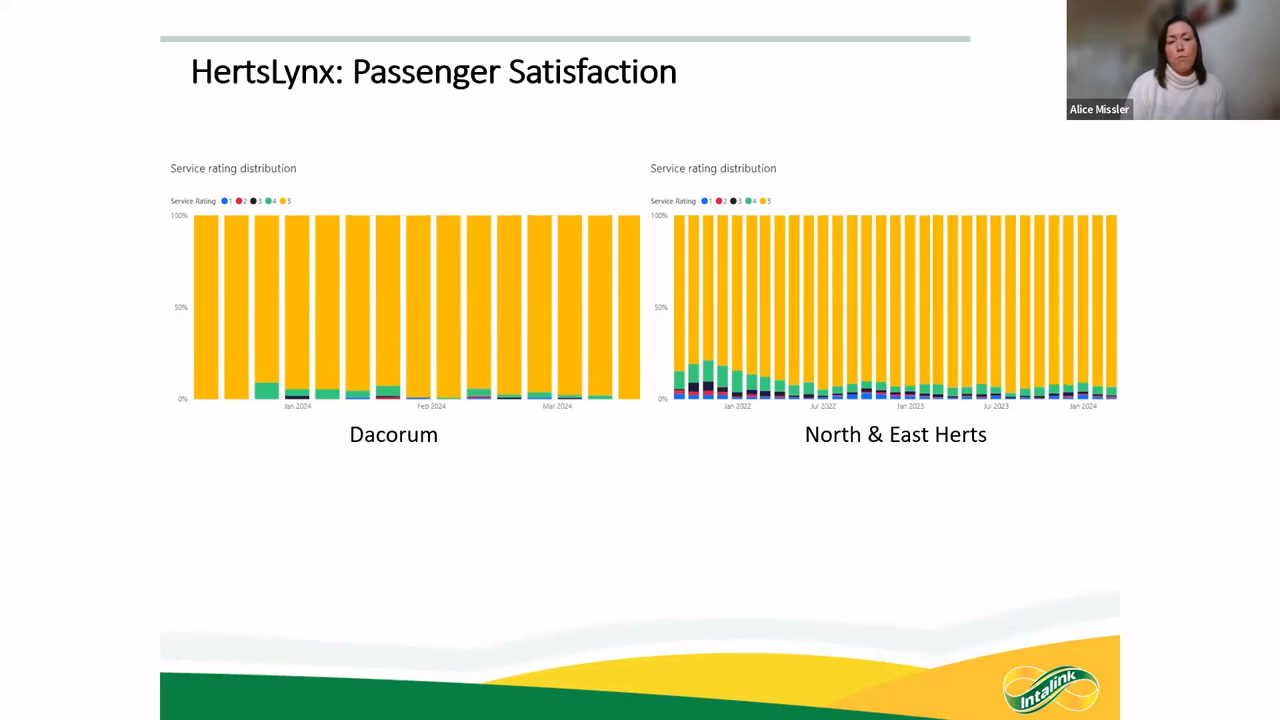 HertsLynx: Passenger Satisfaction
Alice Missler
Service rating distribution
Service Rating 1 2 3 4 5
100%
50%
0%
Jan 2024 Feb 2024 Mar 2024
Dacorum
Service rating distribution
Service Rating 1 2 3 4 5
100%
50%
0%
Jan 2022 Jul 2022 Jan 2023 Jul 2023 Jan 2024
North & East Herts
Intalink